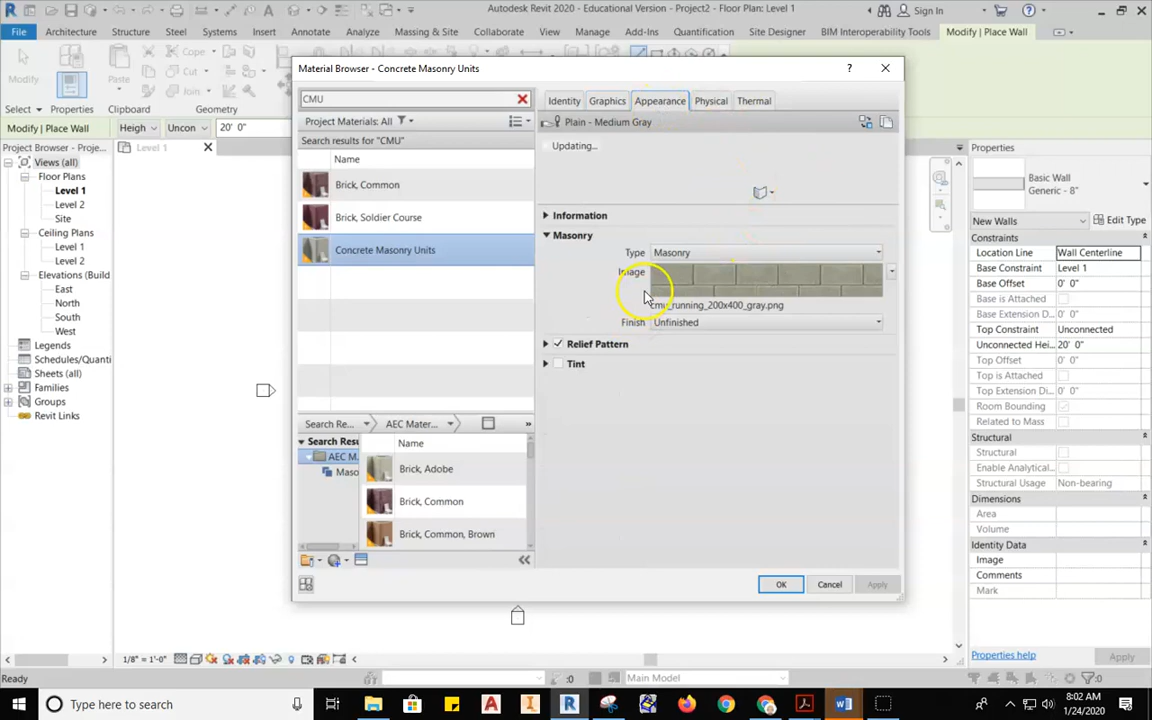 Autodesk Revit 2020 - Educational Version - Project2 - Floor Plan: Level 1
Sign In
File Architecture Structure Steel Systems Insert Annotate Analyze Massing & Site Collaborate View Manage Add-Ins Quantification Site Designer BIM Interoperability Tools Modify | Place Wall
Modify
Paste
Cope
Cut
Join
Select Properties Clipboard Geometry
Modify | Place Wall Heigh Uncon 20' 0"
Project Browser - Proje...
Views (all)
Floor Plans
Level 1
Level 2
Site
Ceiling Plans
Level 1
Level 2
Elevations (Build
East
North
South
West
Legends
Schedules/Quanti
Sheets (all)
Families
Groups
Revit Links
Level 1
Material Browser - Concrete Masonry Units
?
CMU
Project Materials: All
Search results for "CMU"
Name
Brick, Common
Brick, Soldier Course
Concrete Masonry Units
Search Re... AEC Mater... »
Search Resu
AEC M
Maso
Name
Brick, Adobe
Brick, Common
Brick, Common, Brown
Identity Graphics Appearance Physical Thermal
Plain - Medium Gray
Updating...
Information
Masonry
Type Masonry
Image
cmu_running_200x400_gray.png
Finish Unfinished
Relief Pattern
Tint
OK Cancel Apply
Properties
Basic Wall
Generic - 8"
New Walls Edit Type
Constraints
Location Line Wall Centerline
Base Constraint Level 1
Base Offset 0' 0"
Base is Attached
Base Extension D 0' 0"
Top Constraint Unconnected
Unconnected Hei 20' 0"
Top Offset 0' 0"
Top is Attached
Top Extension Di 0' 0"
Room Bounding
Related to Mass
Structural
Structural
Enable Analytical
Structural Usage Non-bearing
Dimensions
Area
Volume
Identity Data
Image
Comments
Mark
Properties help Apply
1/8" = 1'-0"
Ready
:0
Main Model
:0
Type here to search
8:02 AM
1/24/2020